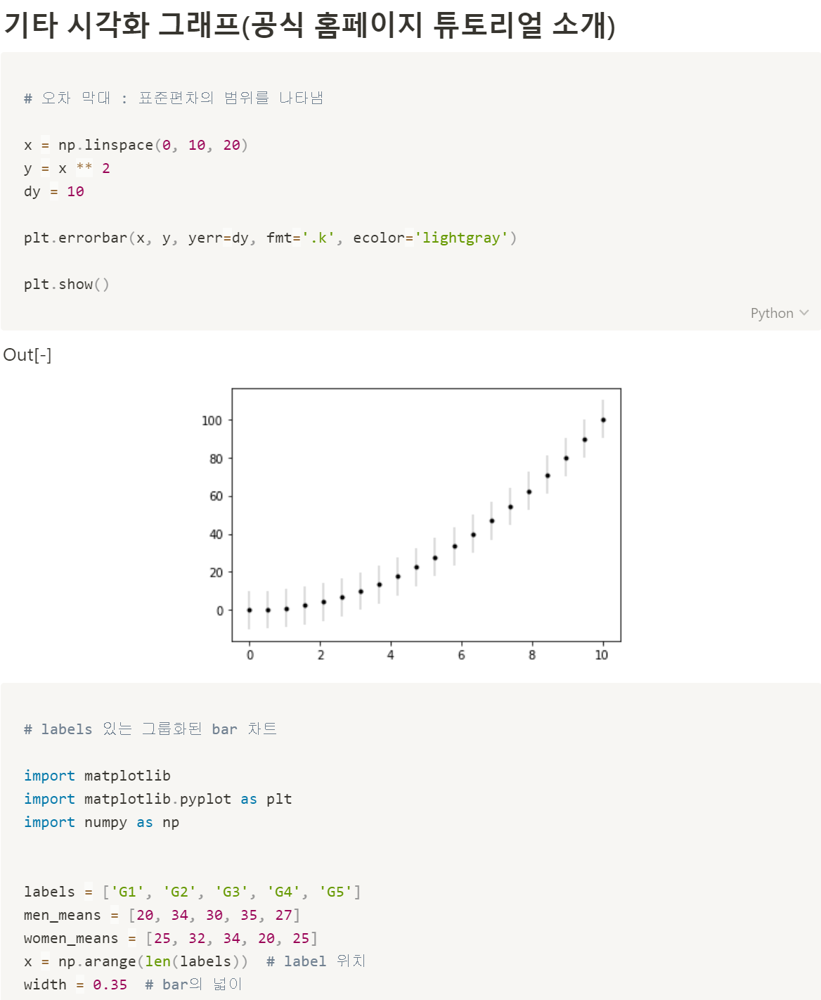 기타 시각화 그래프(공식 홈페이지 튜토리얼 소개)
# 오차 막대 : 표준편차의 범위를 나타냄
x = np.linspace(0, 10, 20)
y = x ** 2
dy = 10
plt.errorbar(x, y, yerr=dy, fmt='.k', ecolor='lightgray')
plt.show()
Python
Out[-]
100
80
60
40
20
0
0 2 4 6 8 10
# labels 있는 그룹화된 bar 차트
import matplotlib
import matplotlib.pyplot as plt
import numpy as np
labels = ['G1', 'G2', 'G3', 'G4', 'G5']
men_means = [20, 34, 30, 35, 27]
women_means = [25, 32, 34, 20, 25]
x = np.arange(len(labels))  # label 위치
width = 0.35  # bar의 넓이